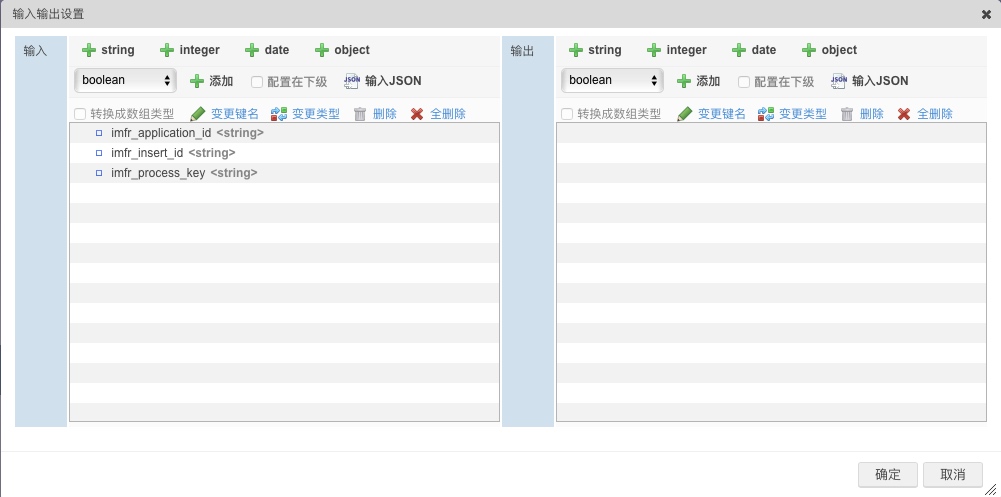 输入输出设置
输入
string integer date object
boolean 添加 配置在下级 JSON 输入JSON
转换成数组类型 变更键名 变更类型 删除 全删除
imfr_application_id <string>
imfr_insert_id <string>
imfr_process_key <string>
输出
string integer date object
boolean 添加 配置在下级 JSON 输入JSON
转换成数组类型 变更键名 变更类型 删除 全删除
确定 取消